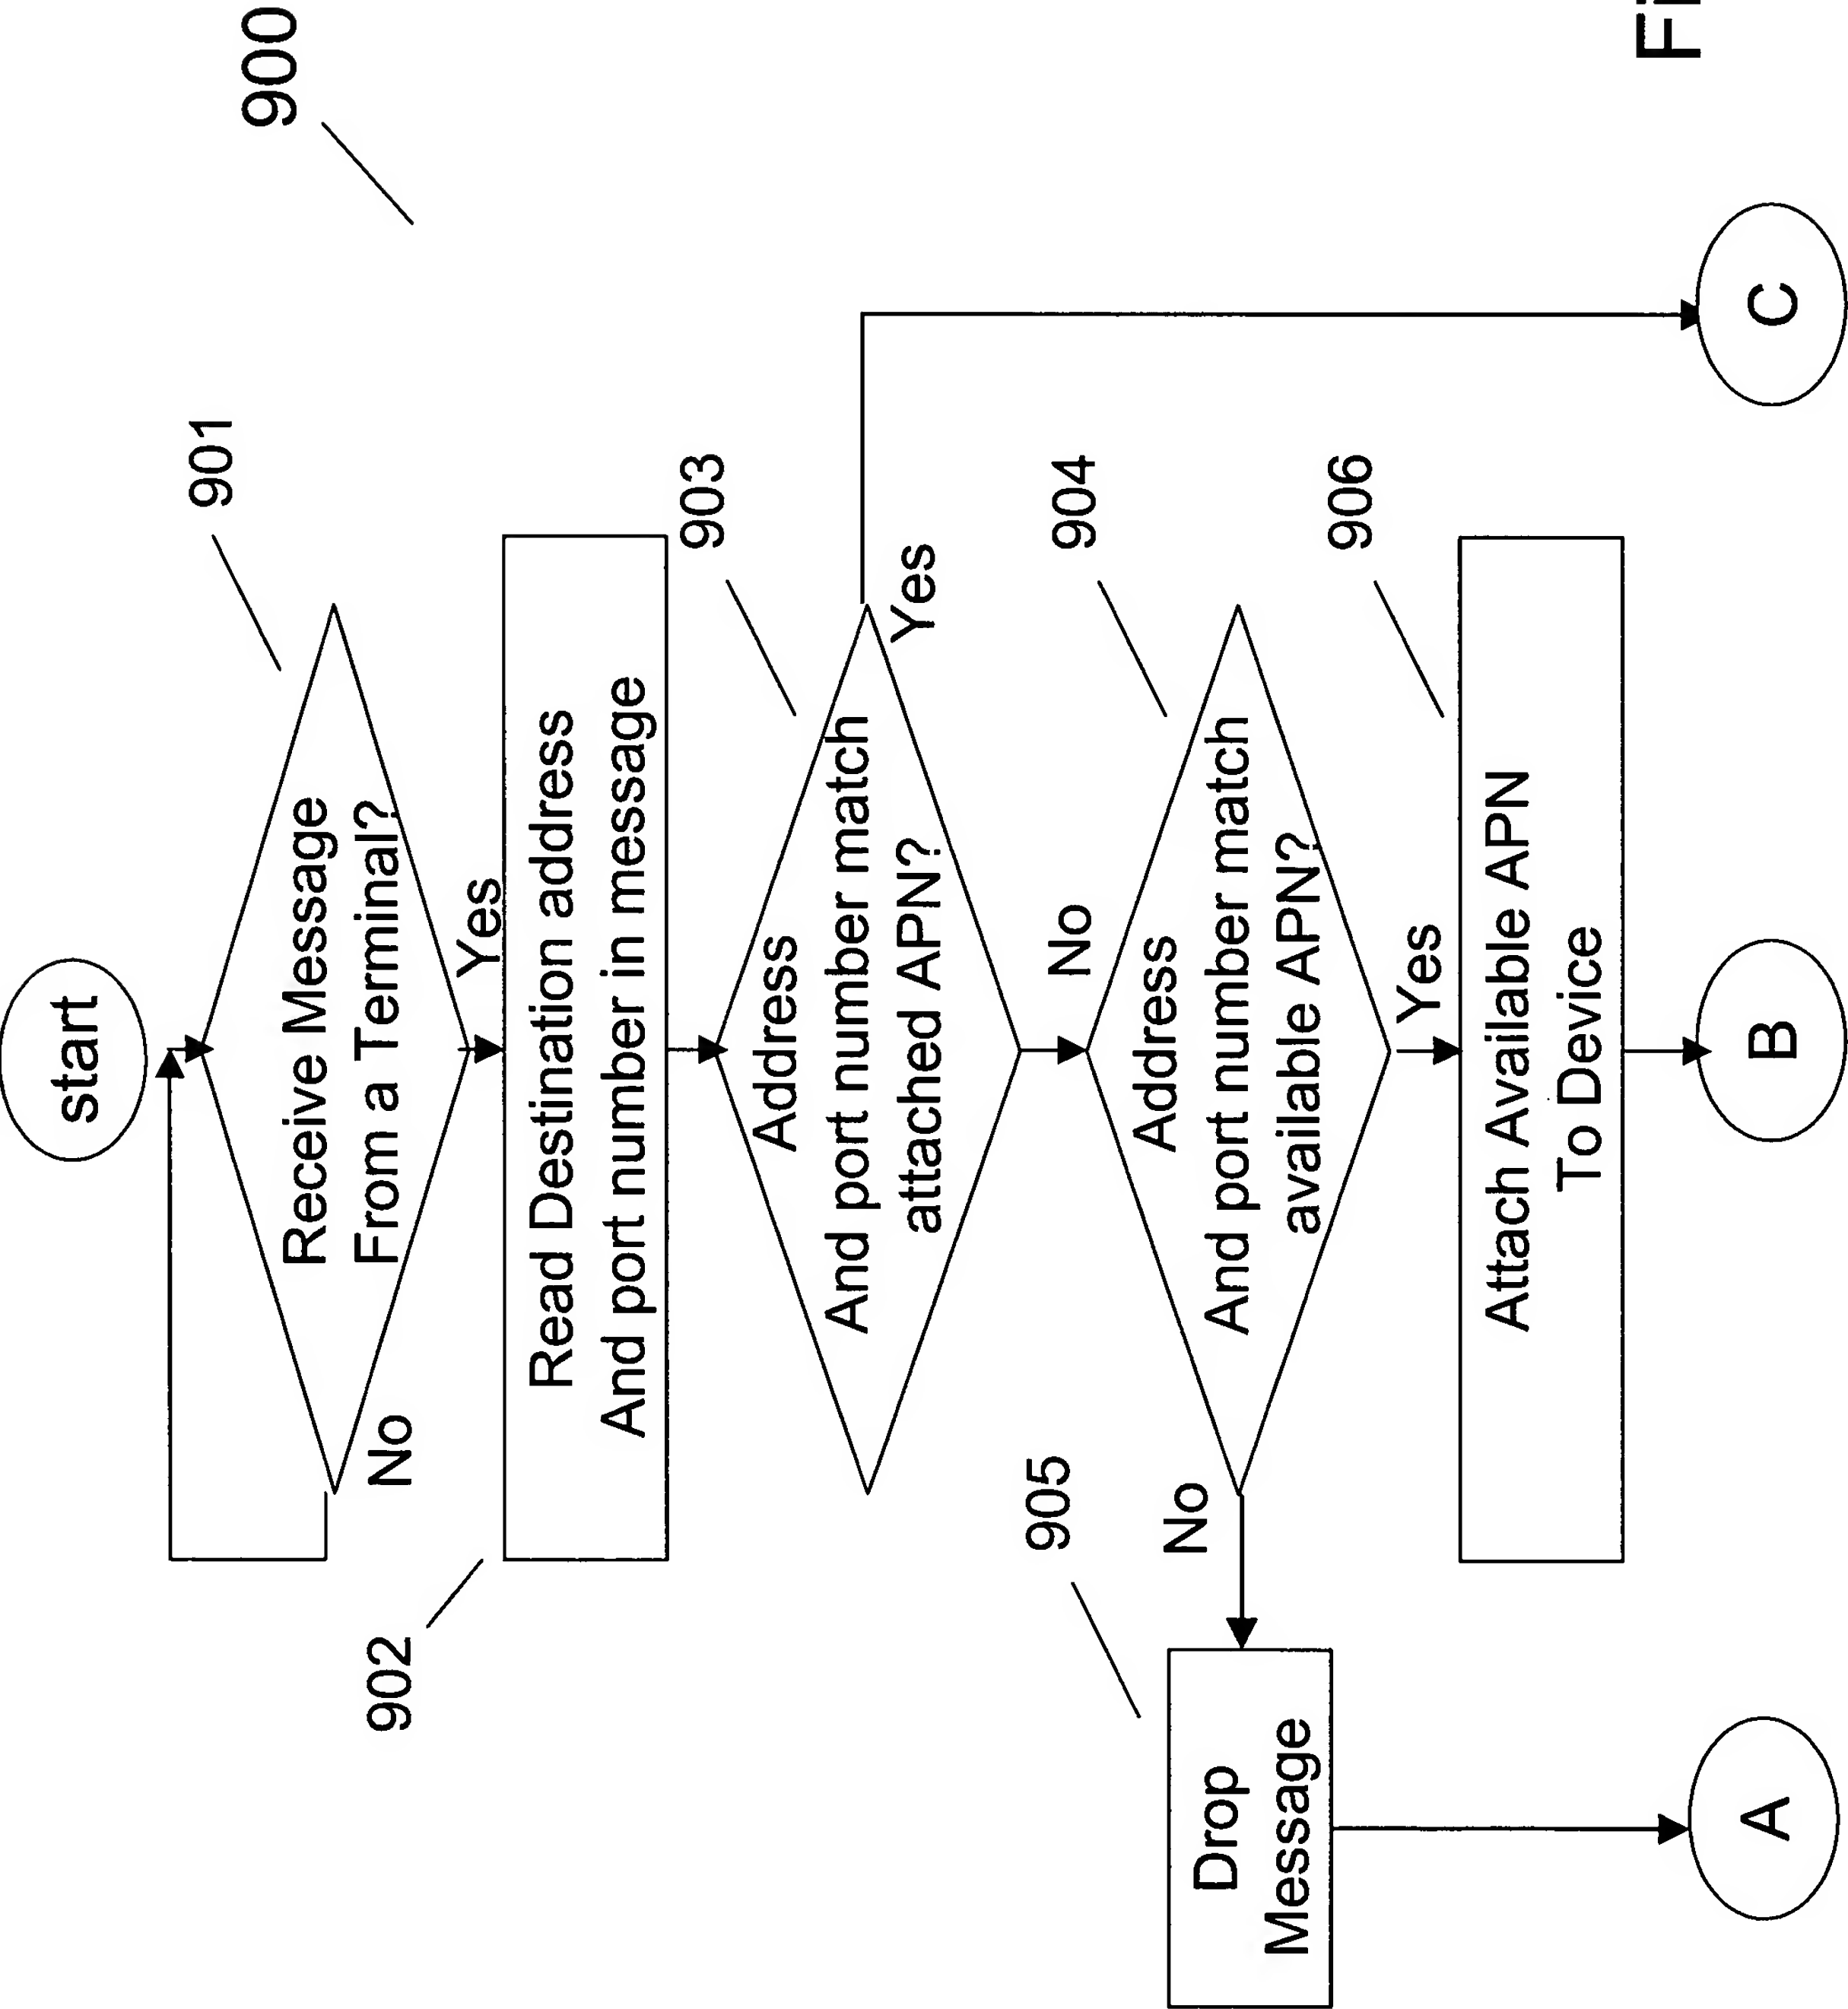 900
start
901
Receive Message
From a Terminal?
No
Yes
902
Read Destination address
And port number in message
903
Address
And port number match
attached APN?
Yes
No
904
Address
And port number match
available APN?
No
905
Drop
Message
Yes
906
Attach Available APN
To Device
A
B
C